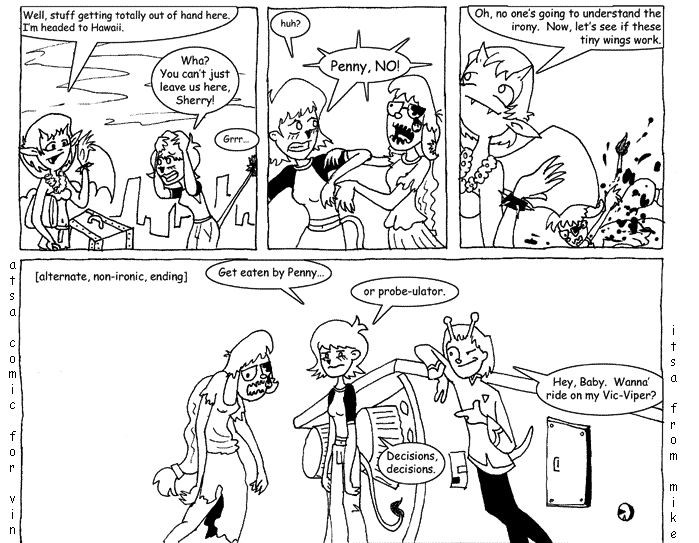 Well, stuff getting totally out of hand here.
I'm headed to Hawaii.
Wha?
You can't just
leave us here,
Sherry!
Grrr...
huh?
Penny, NO!
Oh, no one's going to understand the
irony. Now, let's see if these
tiny wings work.
[alternate, non-ironic, ending]
Get eaten by Penny...
or probe-ulator.
Hey, Baby. Wanna'
ride on my Vic-Viper?
Decisions,
decisions.
atsa comic for vin
itsa from mike